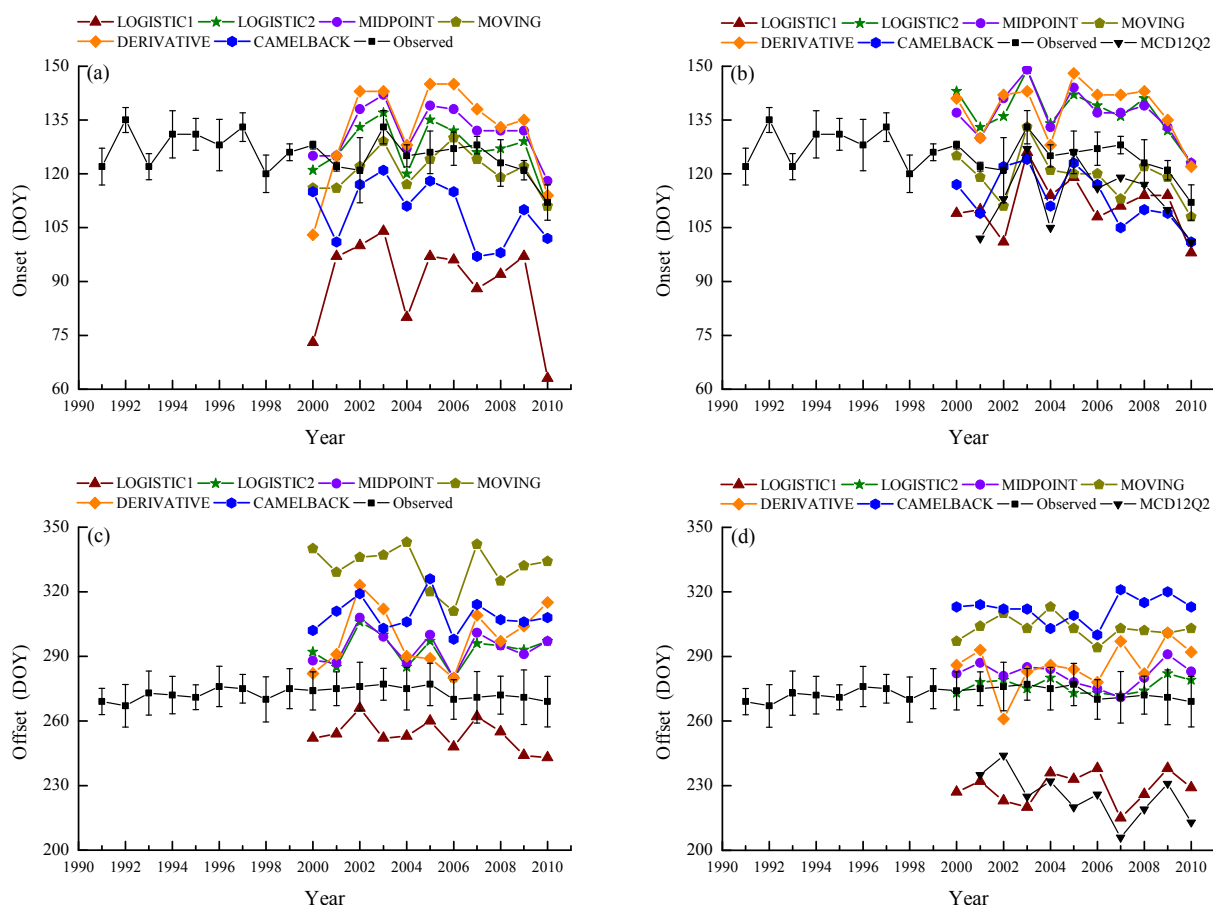 LOGISTIC1 LOGISTIC2 MIDPOINT MOVING
DERIVATIVE CAMELBACK Observed
(a)
150
135
120
105
90
75
60
Onset (DOY)
1990 1992 1994 1996 1998 2000 2002 2004 2006 2008 2010
Year
LOGISTIC1 LOGISTIC2 MIDPOINT MOVING
DERIVATIVE CAMELBACK Observed MCD12Q2
(b)
150
135
120
105
90
75
60
Onset (DOY)
1990 1992 1994 1996 1998 2000 2002 2004 2006 2008 2010
Year
LOGISTIC1 LOGISTIC2 MIDPOINT MOVING
DERIVATIVE CAMELBACK Observed
(c)
350
320
290
260
230
200
Offset (DOY)
1990 1992 1994 1996 1998 2000 2002 2004 2006 2008 2010
Year
LOGISTIC1 LOGISTIC2 MIDPOINT MOVING
DERIVATIVE CAMELBACK Observed MCD12Q2
(d)
350
320
290
260
230
200
Offset (DOY)
1990 1992 1994 1996 1998 2000 2002 2004 2006 2008 2010
Year